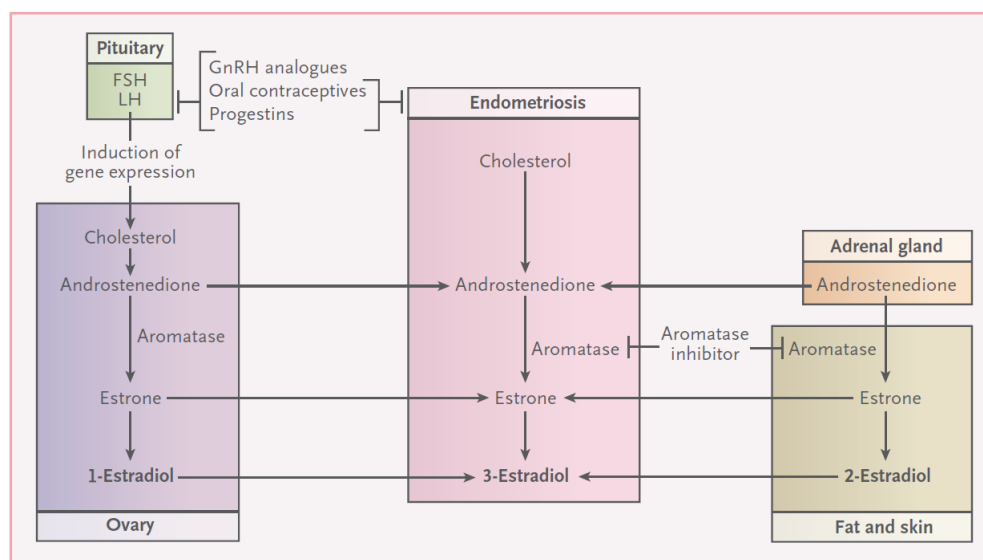 Pituitary
FSH
LH
GnRH analogues
Oral contraceptives
Progestins
Induction of
gene expression
Cholesterol
Androstenedione
Aromatase
Estrone
1-Estradiol
Ovary
Endometriosis
Cholesterol
Androstenedione
Aromatase
Estrone
3-Estradiol
Aromatase
inhibitor
Adrenal gland
Androstenedione
Aromatase
Estrone
2-Estradiol
Fat and skin